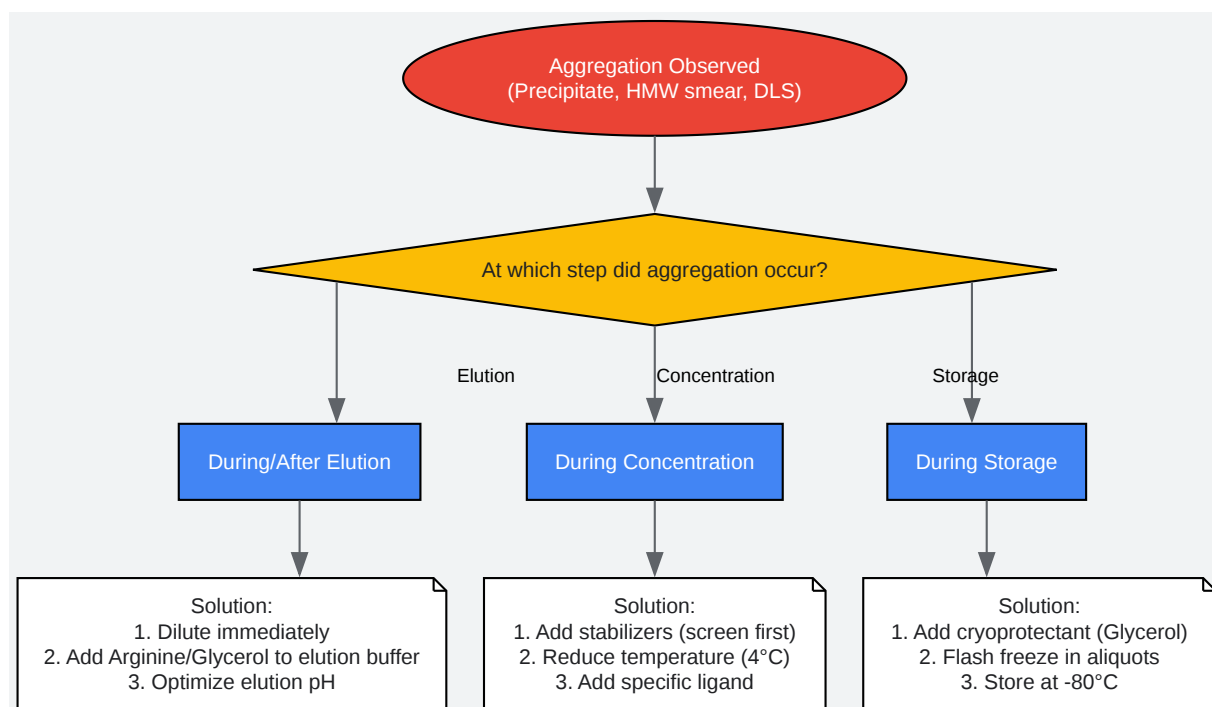 Aggregation Observed
(Precipitate, HMW smear, DLS)
At which step did aggregation occur?
Elution
Concentration
Storage
During/After Elution
During Concentration
During Storage
Solution:
1. Dilute immediately
2. Add Arginine/Glycerol to elution buffer
3. Optimize elution pH
Solution:
1. Add stabilizers (screen first)
2. Reduce temperature (4°C)
3. Add specific ligand
Solution:
1. Add cryoprotectant (Glycerol)
2. Flash freeze in aliquots
3. Store at -80°C